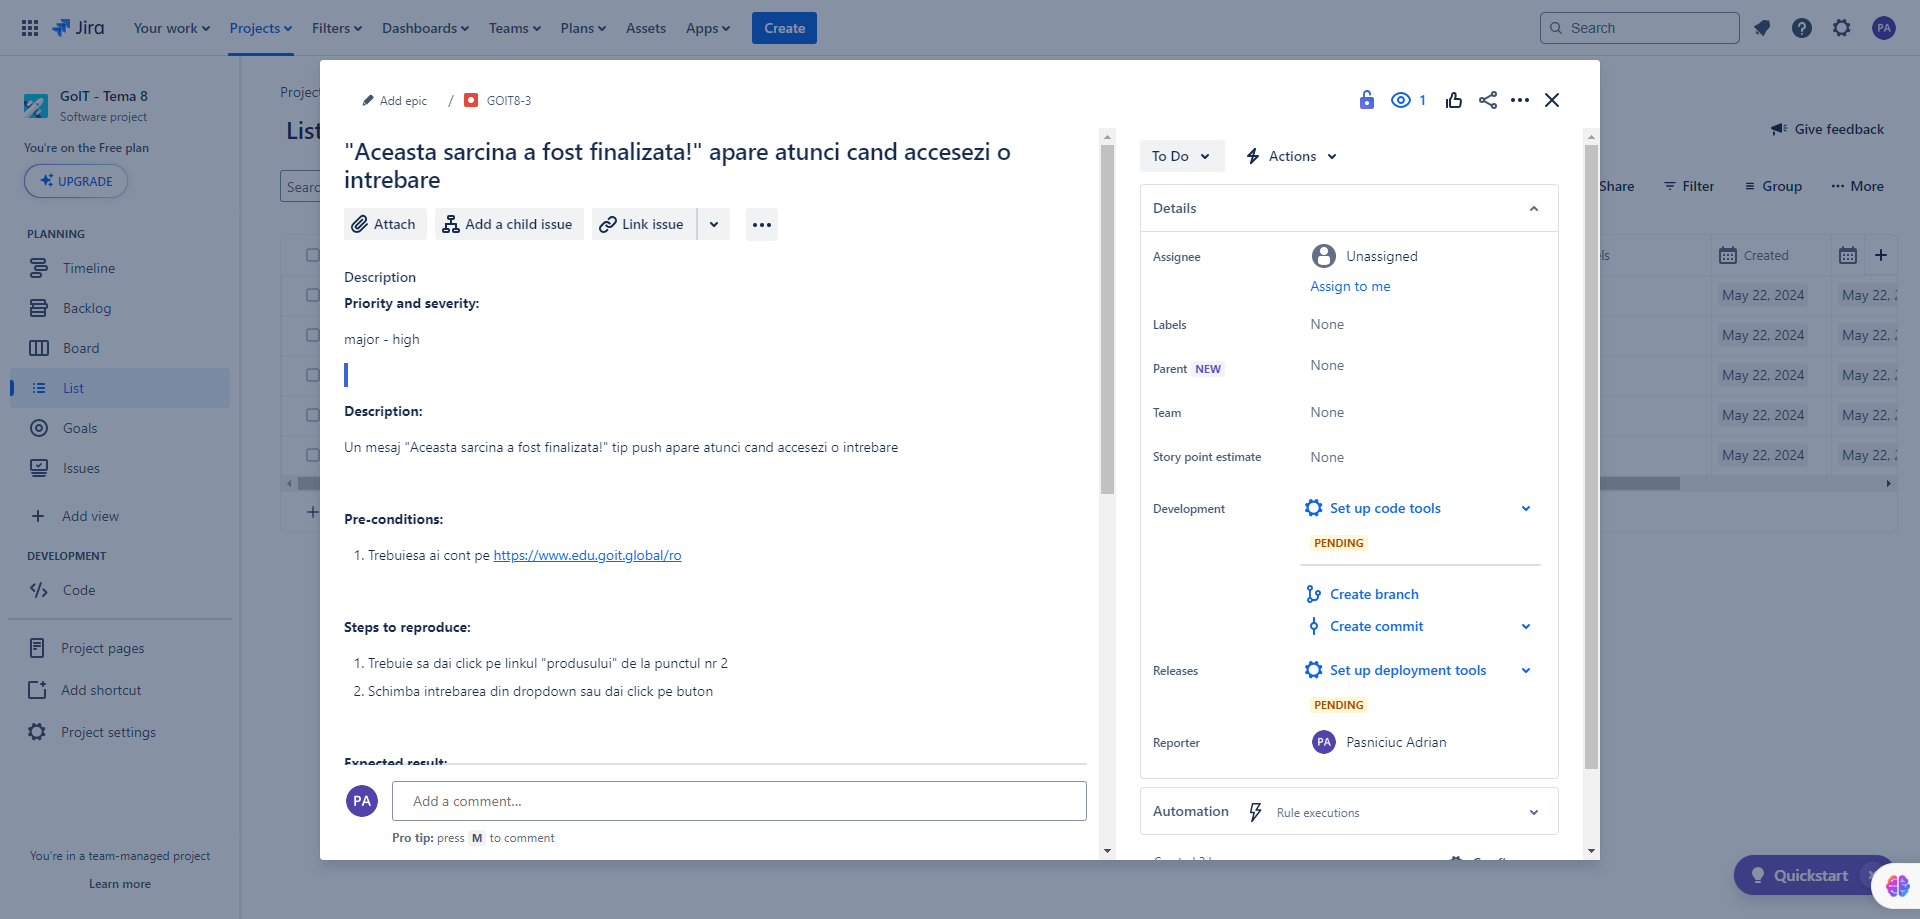 Jira
Your work
Projects
Filters
Dashboards
Teams
Plans
Assets
Apps
Create
Search
PA
GoIT - Tema 8
Software project
You're on the Free plan
UPGRADE
PLANNING
Timeline
Backlog
Board
List
Goals
Issues
Add view
DEVELOPMENT
Code
Project pages
Add shortcut
Project settings
You're in a team-managed project
Learn more
Projec
List
Searc
Add epic / GOIT8-3
1
"Aceasta sarcina a fost finalizata!" apare atunci cand accesezi o
intrebare
Attach
Add a child issue
Link issue
Description
Priority and severity:
major - high
Description:
Un mesaj "Aceasta sarcina a fost finalizata!" tip push apare atunci cand accesezi o intrebare
Pre-conditions:
1. Trebuiesa ai cont pe https://www.edu.goit.global/ro
Steps to reproduce:
1. Trebuie sa dai click pe linkul "produsului" de la punctul nr 2
2. Schimba intrebarea din dropdown sau dai click pe buton
Expected result:
PA
Add a comment...
Pro tip: press M to comment
To Do
Actions
Details
Assignee
Unassigned
Assign to me
Labels
None
Parent NEW
None
Team
None
Story point estimate
None
Development
Set up code tools
PENDING
Create branch
Create commit
Releases
Set up deployment tools
PENDING
Reporter
PA Pasniciuc Adrian
Automation
Rule executions
Give feedback
Share
Filter
Group
More
ls
Created
May 22, 2024
May 22, 2
May 22, 2024
May 22, 2
May 22, 2024
May 22, 2
May 22, 2024
May 22, 2
May 22, 2024
May 22, 2
Quickstart